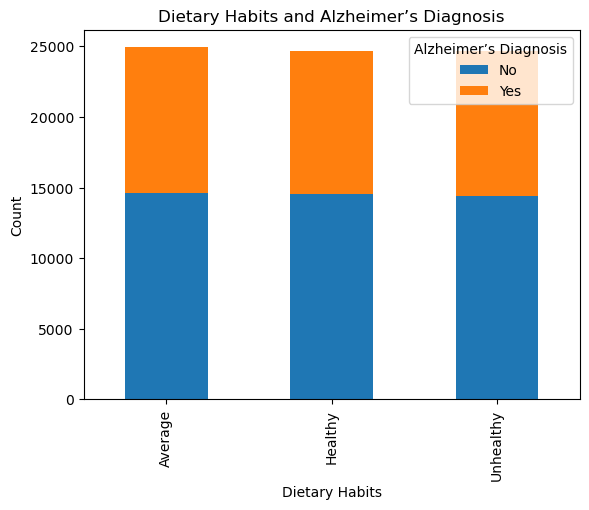 Dietary Habits and Alzheimer’s Diagnosis
Alzheimer’s Diagnosis
No
Yes
25000
20000
15000
10000
5000
0
Count
Average
Healthy
Unhealthy
Dietary Habits